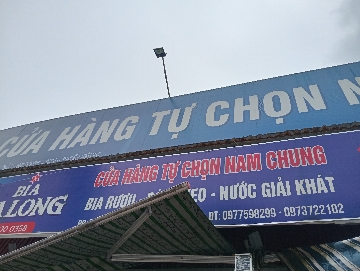 CỬA HÀNG TỰ CHỌN N
CỬA HÀNG TỰ CHỌN NAM CHUNG
BIA
ALONG
BIA RƯỢU - - NƯỚC GIẢI KHÁT
ĐT: 0977598299 - 0973722102